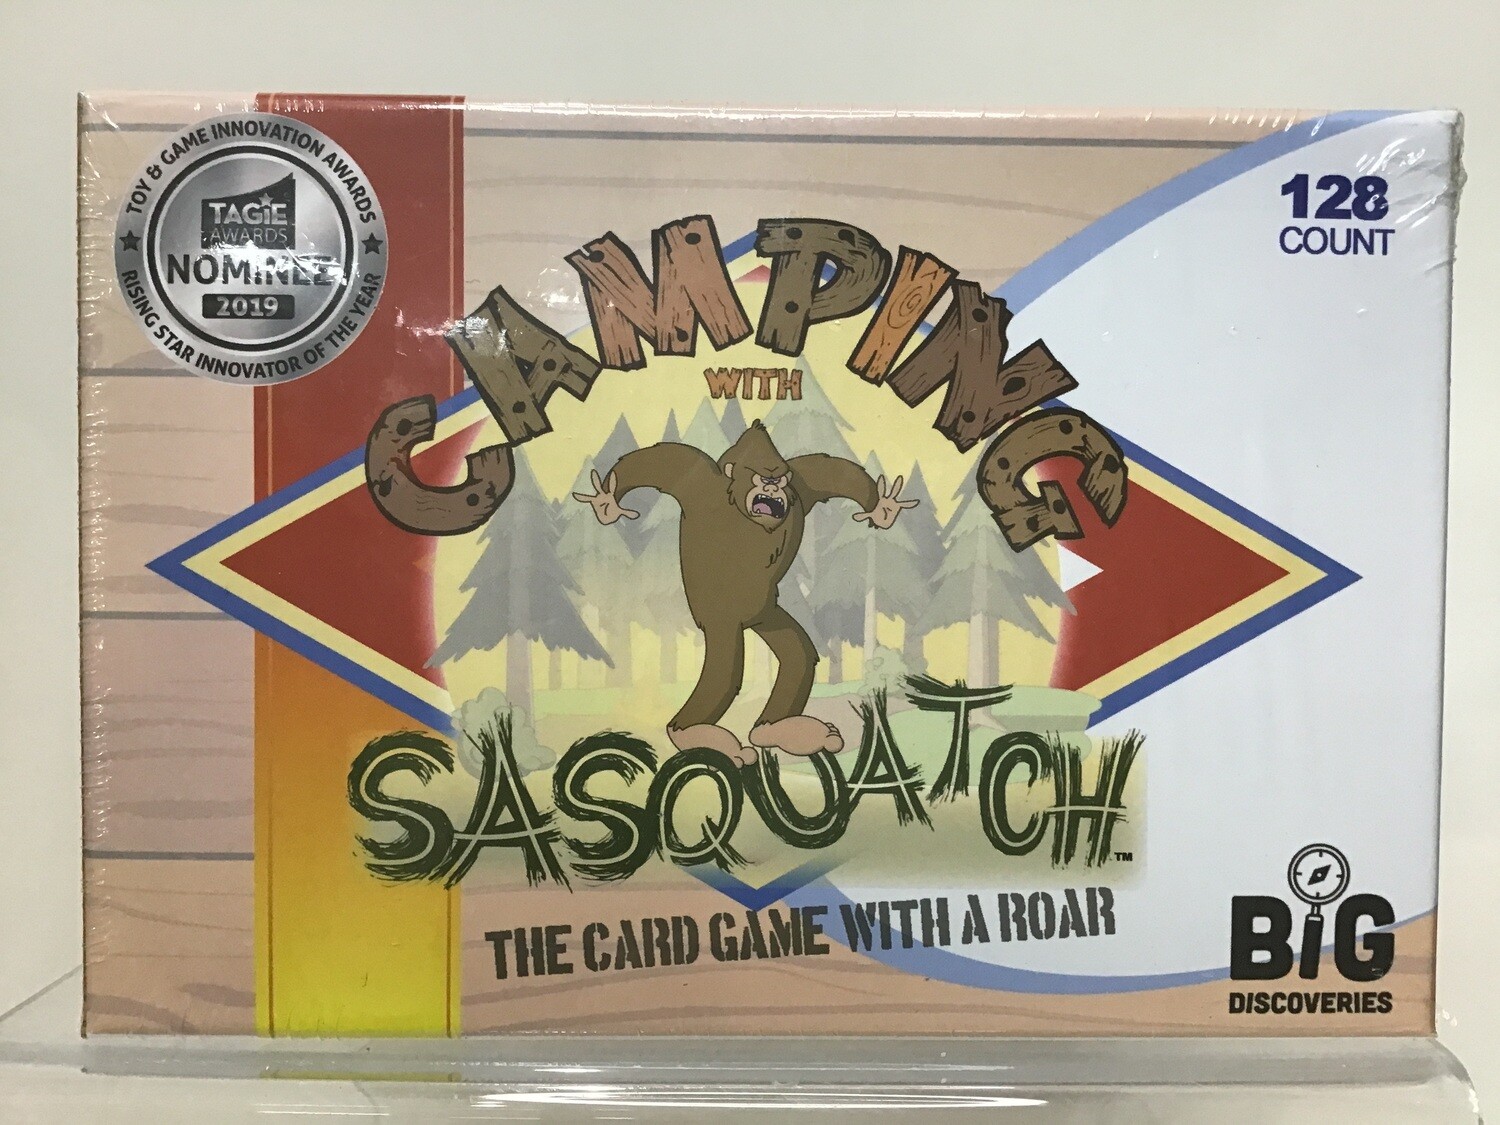 TOY & GAME INNOVATION AWARDS
TAGIE
AWARDS
NOMINEE
2019
RISING STAR INNOVATOR OF THE YEAR
128
COUNT
CAMPING
WITH
SASQUATCH™
THE CARD GAME WITH A ROAR
BiG
DISCOVERIES